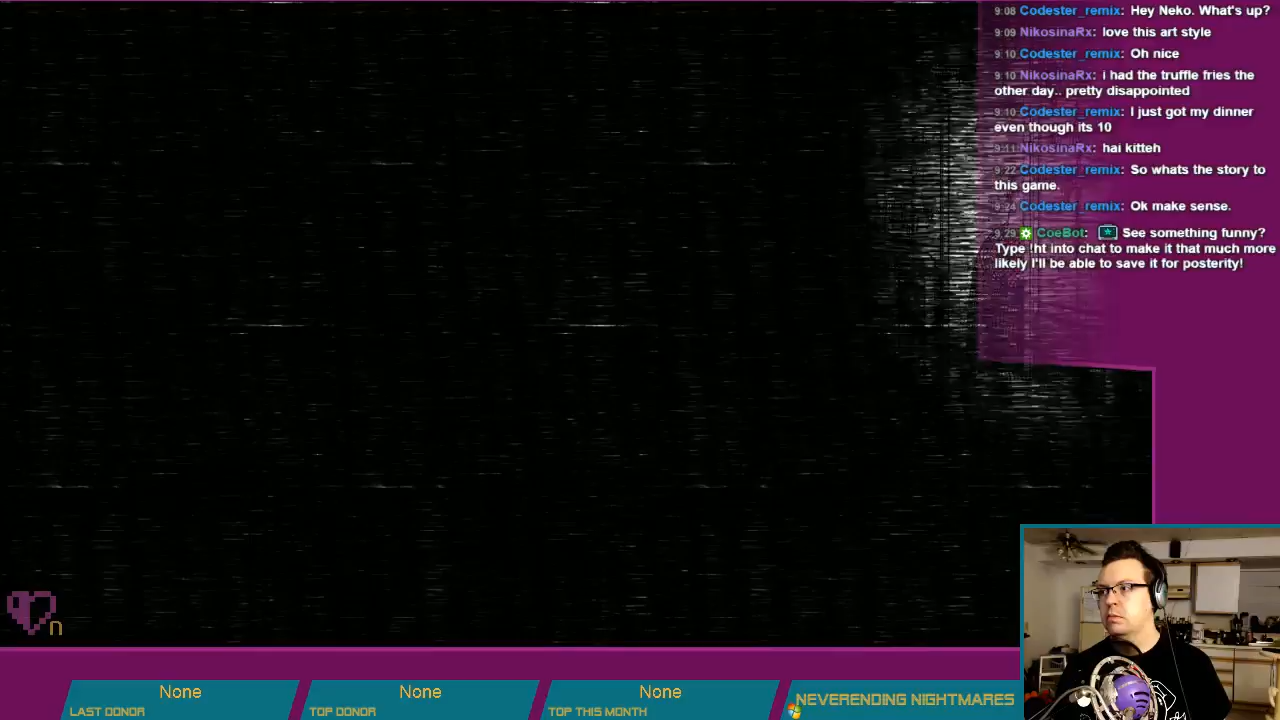 9:08 Codester_remix: Hey Neko. What's up?
9:09 NikosinaRx: love this art style
9:10 Codester_remix: Oh nice
9:10 NikosinaRx: i had the truffle fries the
other day.. pretty disappointed
9:10 Codester_remix: I just got my dinner
even though its 10
9:11 NikosinaRx: hai kitteh
9:22 Codester_remix: So whats the story to
this game.
9:24 Codester_remix: Ok make sense.
9:29 CoeBot: See something funny?
Type !ht into chat to make it that much more
likely I'll be able to save it for posterity!
n
None
LAST DONOR
None
TOP DONOR
None
TOP THIS MONTH
NEVERENDING NIGHTMARES